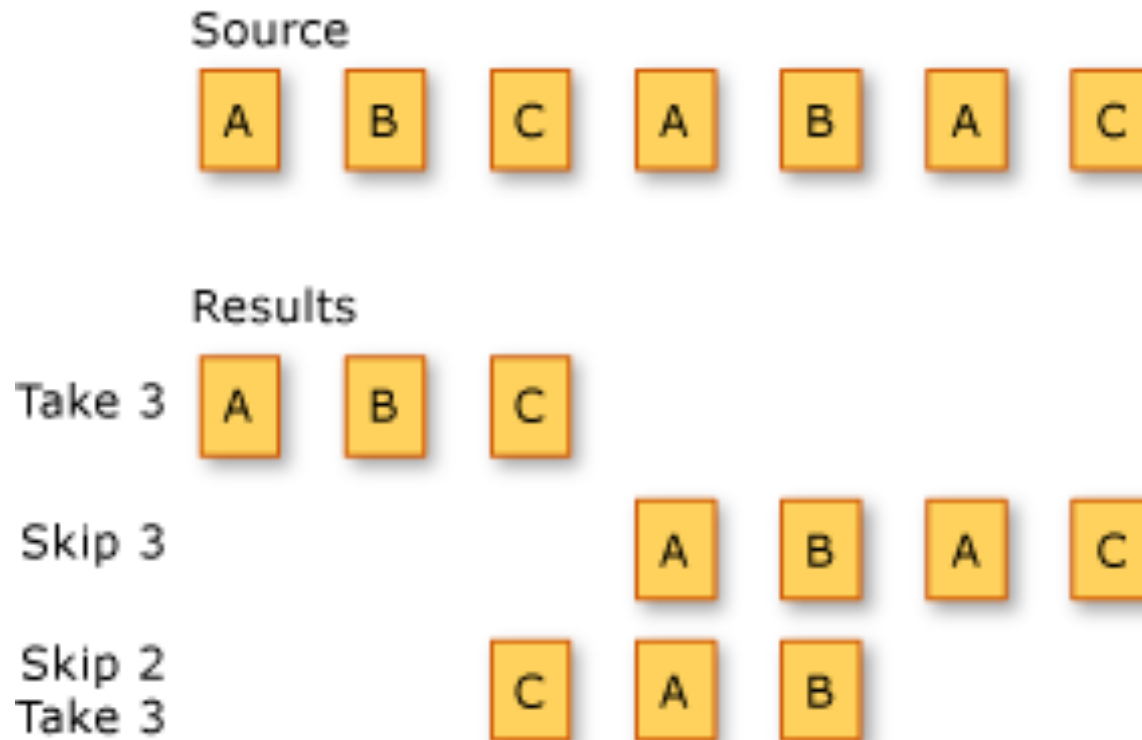 Source
A B C A B A C
Results
Take 3 A B C
Skip 3 A B A C
Skip 2
Take 3 C A B